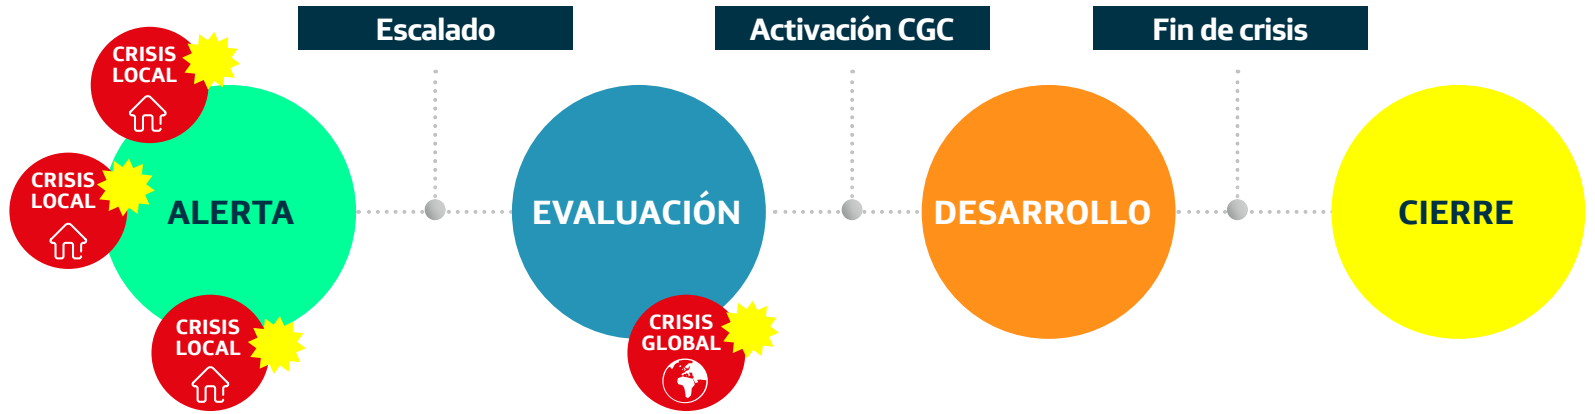 Escalado
Activación CGC
Fin de crisis
CRISIS
LOCAL
CRISIS
LOCAL
ALERTA
CRISIS
LOCAL
EVALUACIÓN
CRISIS
GLOBAL
DESARROLLO
CIERRE